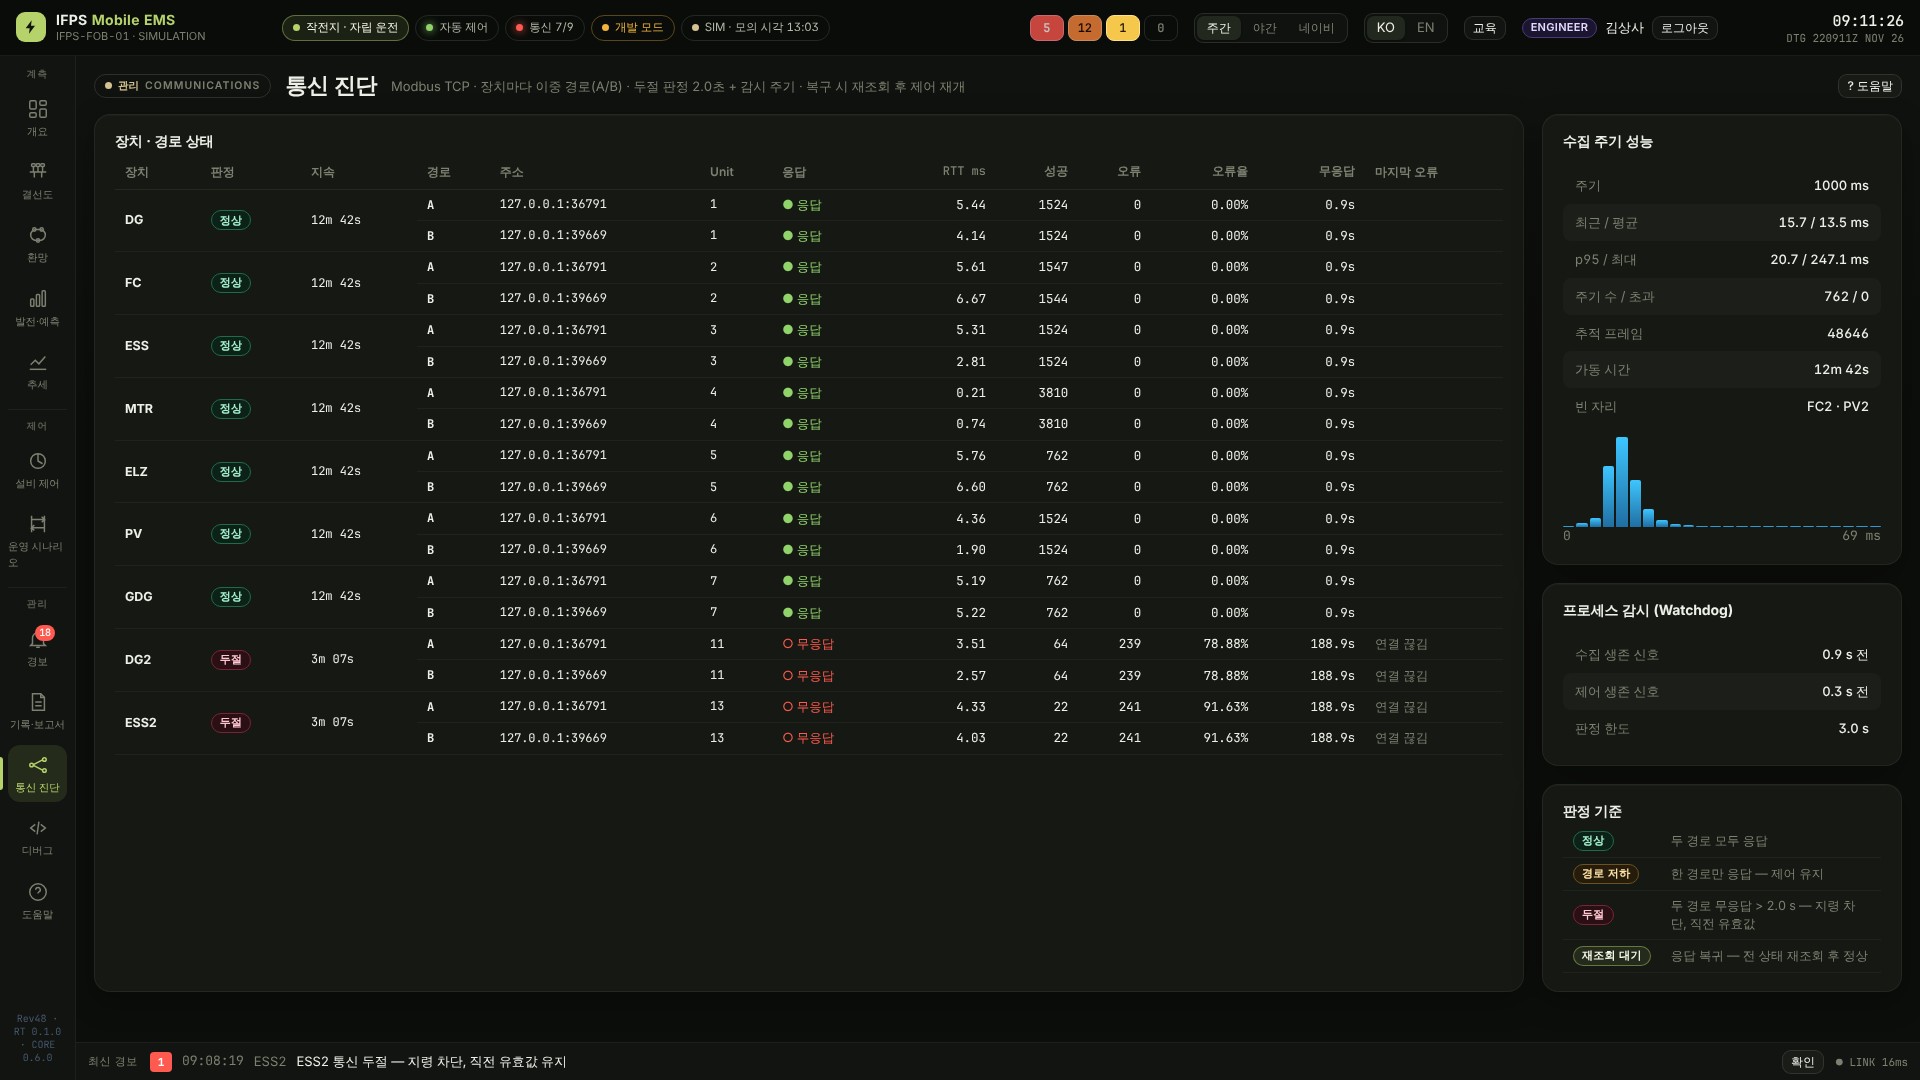 IFPS Mobile EMS
IFPS-FOB-01 · SIMULATION
작전지 · 자립 운전
자동 제어
통신 7/9
개발 모드
SIM · 모의 시각 13:03
5 12 1 0
주간 야간 네이비
KO EN
교육
ENGINEER 김상사 로그아웃
09:11:26
DTG 220911Z NOV 26
계측
개요
결선도
환망
발전·예측
추세
제어
설비 제어
운영 시나리
오
관리
18
경보
기록·보고서
통신 진단
디버그
도움말
Rev48 ·
RT 0.1.0
· CORE
0.6.0
관리 COMMUNICATIONS
통신 진단
Modbus TCP · 장치마다 이중 경로(A/B) · 두절 판정 2.0초 + 감시 주기 · 복구 시 재조회 후 제어 재개
? 도움말
장치 · 경로 상태
장치 판정 지속 경로 주소 Unit 응답 RTT ms 성공 오류 오류율 무응답 마지막 오류
DG 정상 12m 42s A 127.0.0.1:36791 1 응답 5.44 1524 0 0.00% 0.9s
B 127.0.0.1:39669 1 응답 4.14 1524 0 0.00% 0.9s
FC 정상 12m 42s A 127.0.0.1:36791 2 응답 5.61 1547 0 0.00% 0.9s
B 127.0.0.1:39669 2 응답 6.67 1544 0 0.00% 0.9s
ESS 정상 12m 42s A 127.0.0.1:36791 3 응답 5.31 1524 0 0.00% 0.9s
B 127.0.0.1:39669 3 응답 2.81 1524 0 0.00% 0.9s
MTR 정상 12m 42s A 127.0.0.1:36791 4 응답 0.21 3810 0 0.00% 0.9s
B 127.0.0.1:39669 4 응답 0.74 3810 0 0.00% 0.9s
ELZ 정상 12m 42s A 127.0.0.1:36791 5 응답 5.76 762 0 0.00% 0.9s
B 127.0.0.1:39669 5 응답 6.60 762 0 0.00% 0.9s
PV 정상 12m 42s A 127.0.0.1:36791 6 응답 4.36 1524 0 0.00% 0.9s
B 127.0.0.1:39669 6 응답 1.90 1524 0 0.00% 0.9s
GDG 정상 12m 42s A 127.0.0.1:36791 7 응답 5.19 762 0 0.00% 0.9s
B 127.0.0.1:39669 7 응답 5.22 762 0 0.00% 0.9s
DG2 두절 3m 07s A 127.0.0.1:36791 11 무응답 3.51 64 239 78.88% 188.9s 연결 끊김
B 127.0.0.1:39669 11 무응답 2.57 64 239 78.88% 188.9s 연결 끊김
ESS2 두절 3m 07s A 127.0.0.1:36791 13 무응답 4.33 22 241 91.63% 188.9s 연결 끊김
B 127.0.0.1:39669 13 무응답 4.03 22 241 91.63% 188.9s 연결 끊김
수집 주기 성능
주기 1000 ms
최근 / 평균 15.7 / 13.5 ms
p95 / 최대 20.7 / 247.1 ms
주기 수 / 초과 762 / 0
추적 프레임 48646
가동 시간 12m 42s
빈 자리 FC2 · PV2
0 69 ms
프로세스 감시 (Watchdog)
수집 생존 신호 0.9 s 전
제어 생존 신호 0.3 s 전
판정 한도 3.0 s
판정 기준
정상 두 경로 모두 응답
경로 저하 한 경로만 응답 — 제어 유지
두절 두 경로 무응답 > 2.0 s — 지령 차
단, 직전 유효값
재조회 대기 응답 복귀 — 전 상태 재조회 후 정상
최신 경보 1 09:08:19 ESS2 ESS2 통신 두절 — 지령 차단, 직전 유효값 유지
확인
LINK 16ms